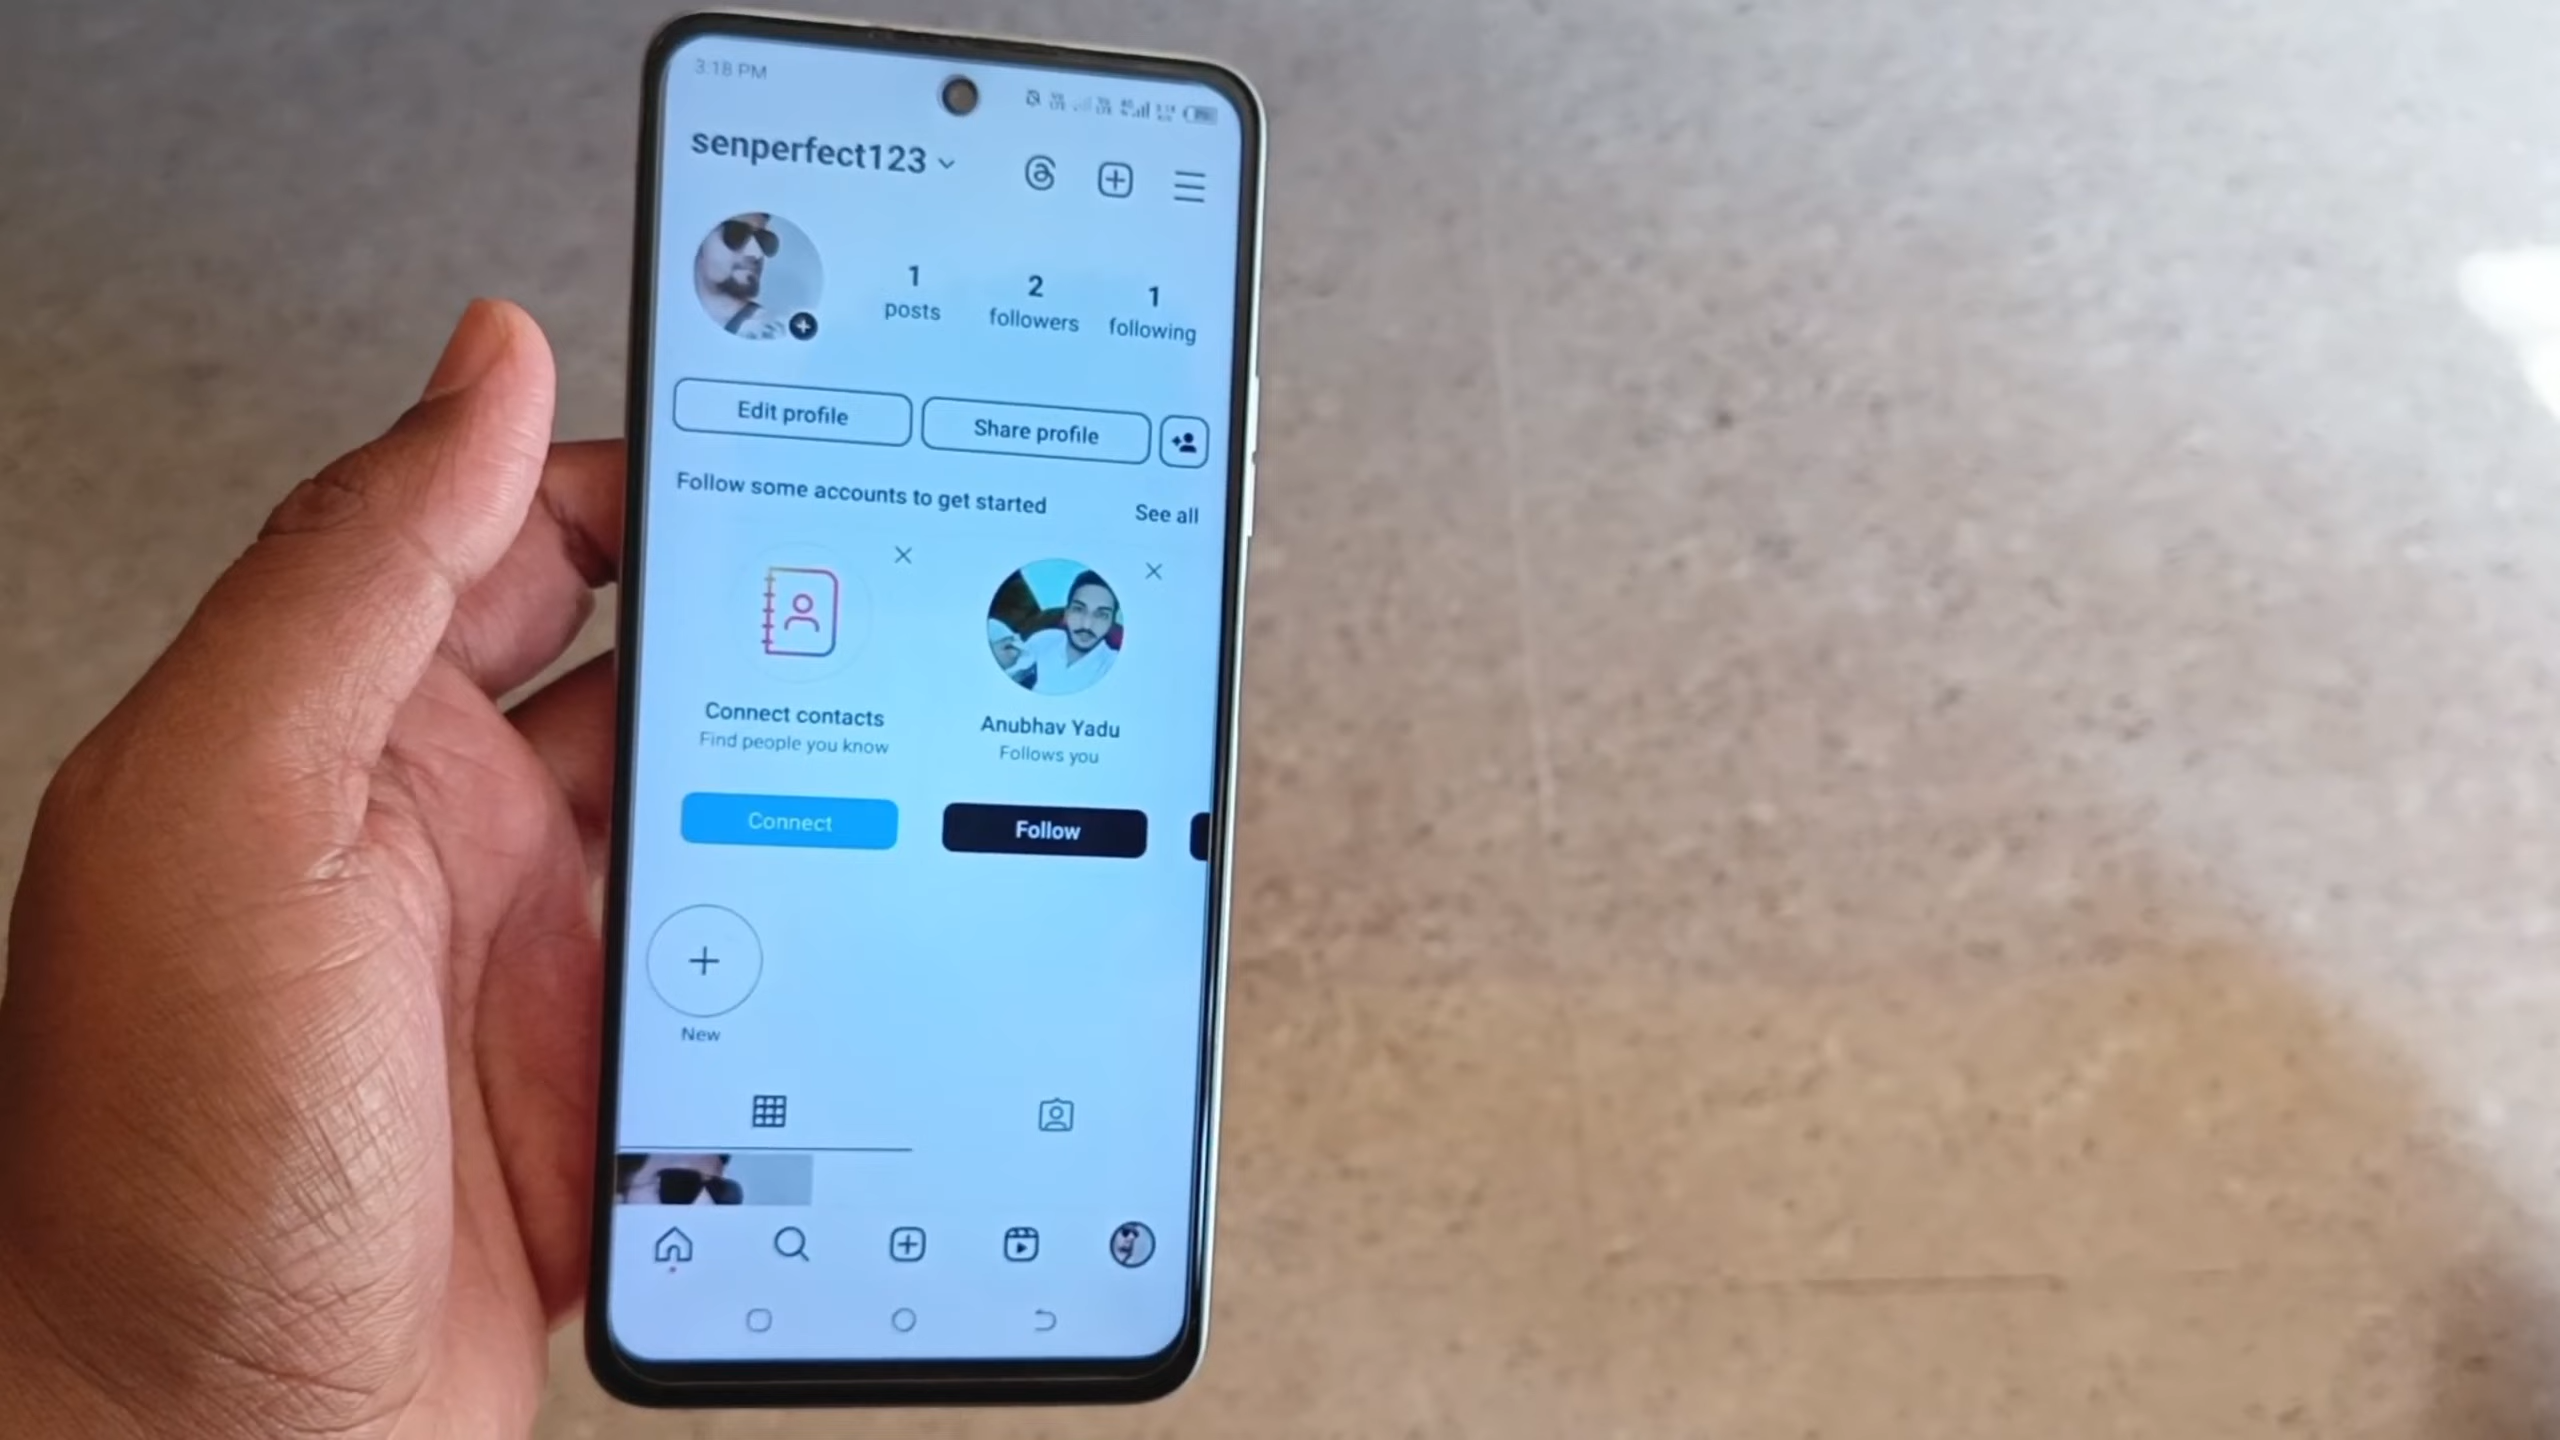 3:18 PM
senperfect123
1 2 1
posts followers following
Edit profile Share profile
Follow some accounts to get started See all
Connect contacts Anubhav Yadu
Find people you know Follows you
Connect Follow
New